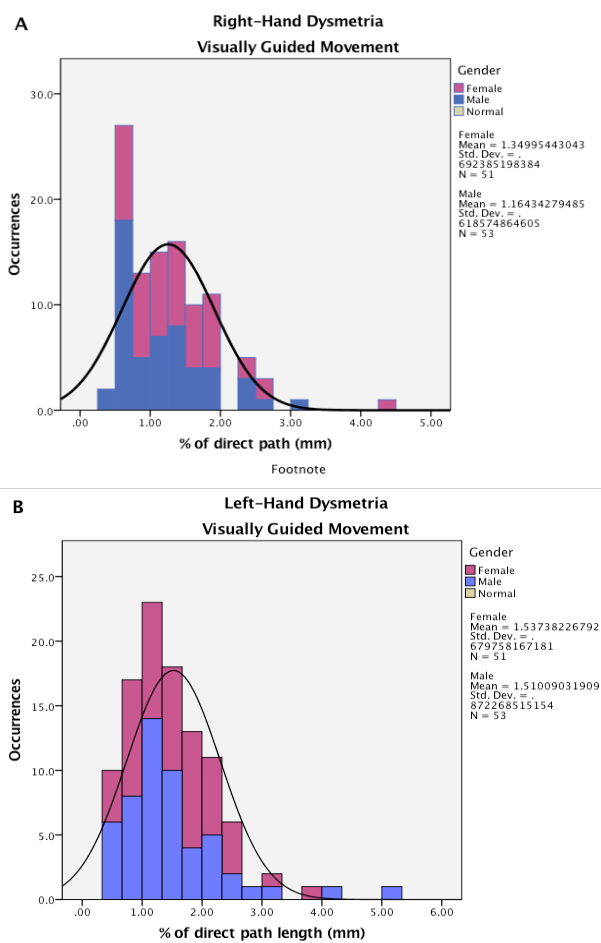 A
Right-Hand Dysmetria
Visually Guided Movement
Occurrences
30.0
20.0
10.0
0.0
.00 1.00 2.00 3.00 4.00 5.00
% of direct path (mm)
Footnote
Gender
Female
Male
Normal
Female
Mean = 1.34995443043
Std. Dev. = .
692385198384
N = 51
Male
Mean = 1.16434279485
Std. Dev. = .
618574864605
N = 53
B
Left-Hand Dysmetria
Visually Guided Movement
Occurrences
25.0
20.0
15.0
10.0
5.0
0.0
.00 1.00 2.00 3.00 4.00 5.00 6.00
% of direct path length (mm)
Gender
Female
Male
Normal
Female
Mean = 1.53738226792
Std. Dev. = .
679758167181
N = 51
Male
Mean = 1.51009031909
Std. Dev. = .
872268515154
N = 53